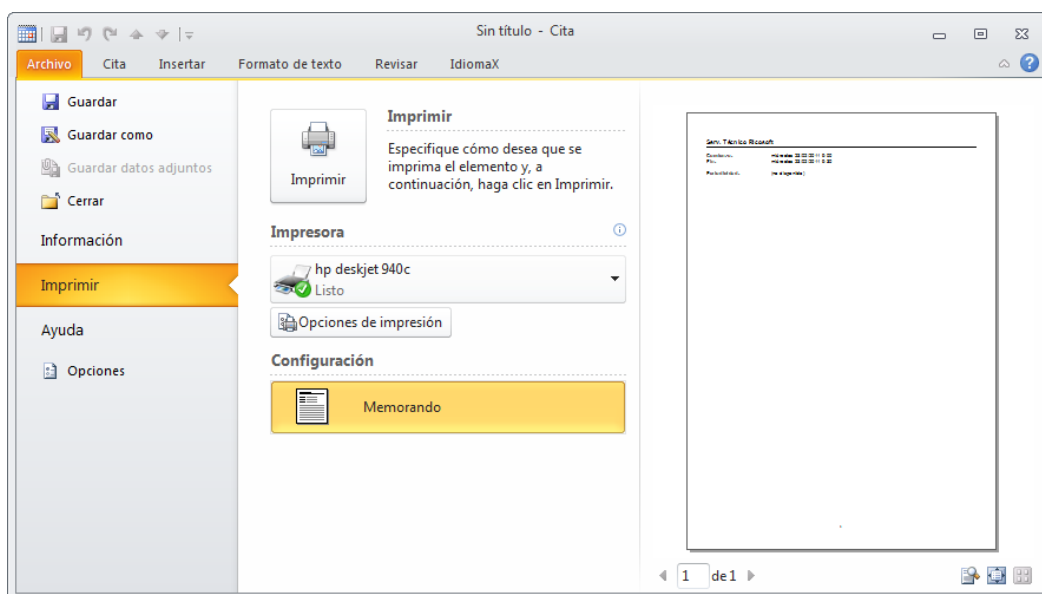 Sin título - Cita
Archivo Cita Insertar Formato de texto Revisar IdiomaX
Guardar
Guardar como
Guardar datos adjuntos
Cerrar
Información
Imprimir
Ayuda
Opciones
Imprimir
Imprimir
Especifique cómo desea que se
imprima el elemento y, a
continuación, haga clic en Imprimir.
Impresora
hp deskjet 940c
Listo
Opciones de impresión
Configuración
Memorando
Serv. Técnico Ricosoft
1 de 1